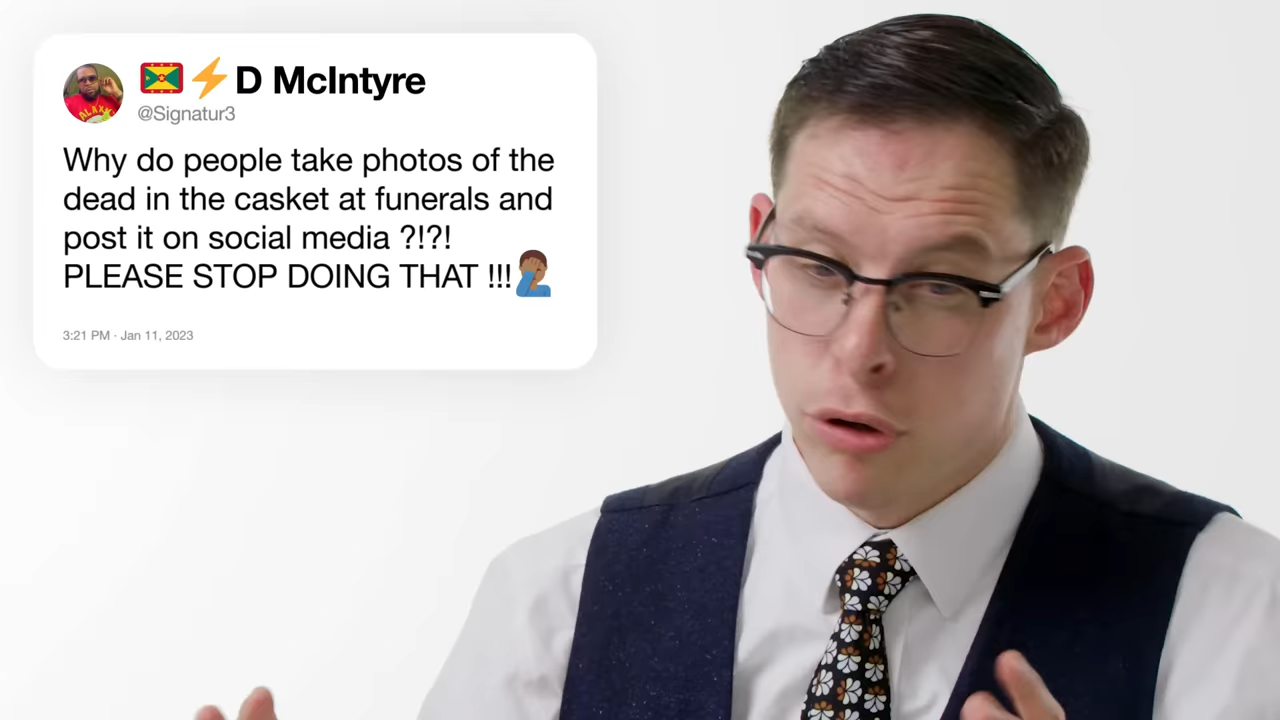 🇬🇩⚡D McIntyre
@Signatur3
Why do people take photos of the
dead in the casket at funerals and
post it on social media ?!?!
PLEASE STOP DOING THAT !!!🤦🏾‍♂️
3:21 PM · Jan 11, 2023